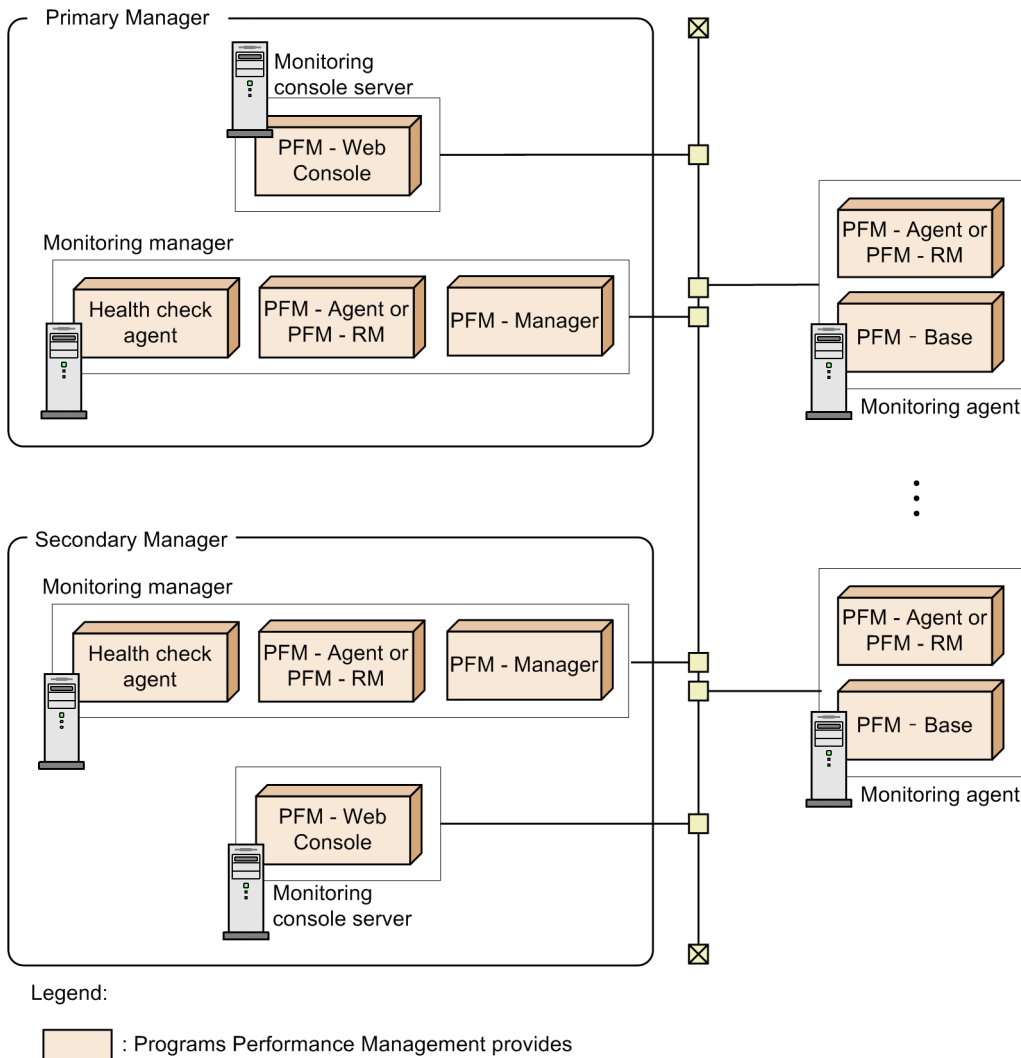 Primary Manager
Monitoring
console server
PFM - Web
Console
Monitoring manager
Health check
agent
PFM - Agent or
PFM - RM
PFM - Manager
PFM - Agent or
PFM - RM
PFM - Base
Monitoring agent
Secondary Manager
Monitoring manager
Health check
agent
PFM - Agent or
PFM - RM
PFM - Manager
PFM - Agent or
PFM - RM
PFM - Base
Monitoring agent
PFM - Web
Console
Monitoring
console server
Legend:
: Programs Performance Management provides